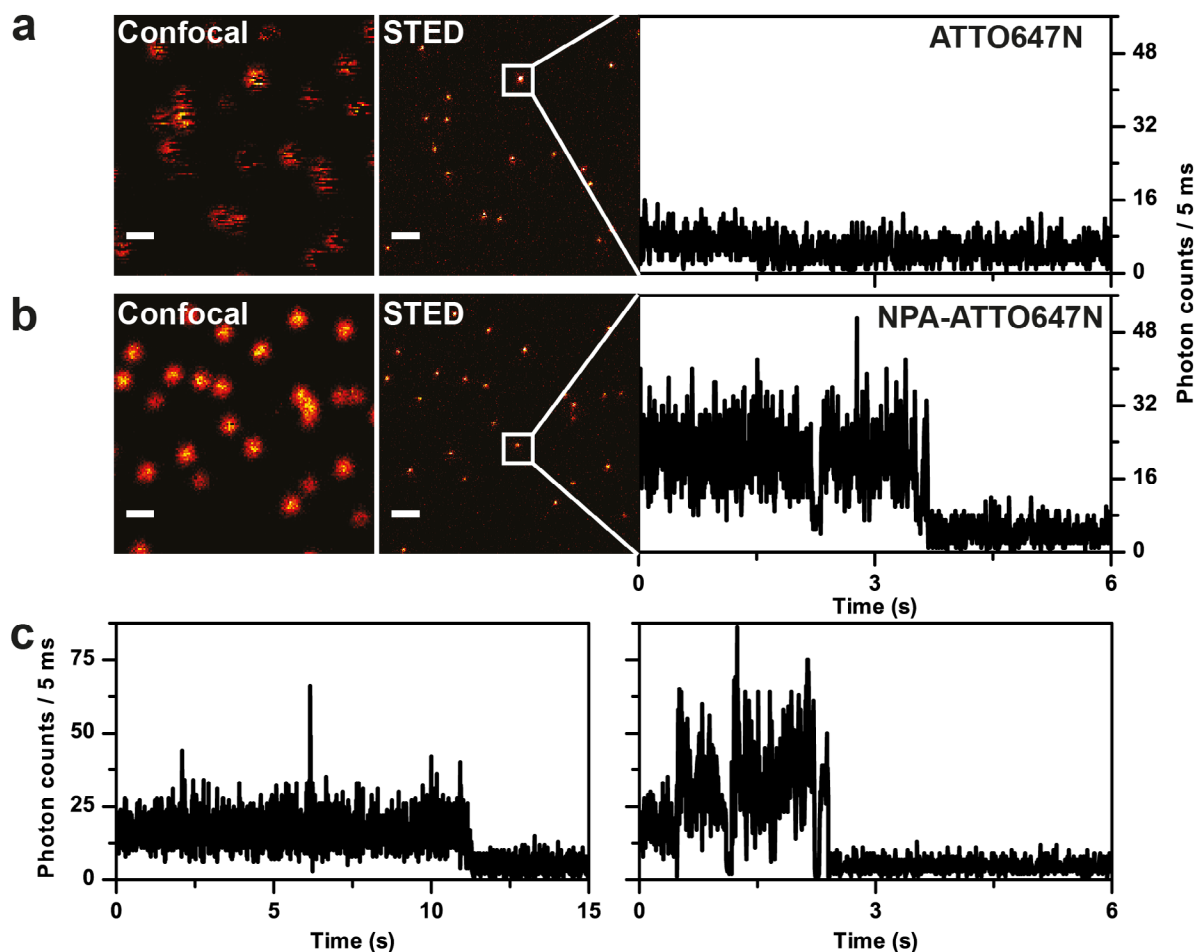 a
Confocal
STED
ATTO647N
48
32
16
0
b
Confocal
STED
NPA-ATTO647N
48
32
16
0
Photon counts / 5 ms
0
3
6
Time (s)
c
Photon counts / 5 ms
75
50
25
0
0
5
10
15
Time (s)
0
3
6
Time (s)